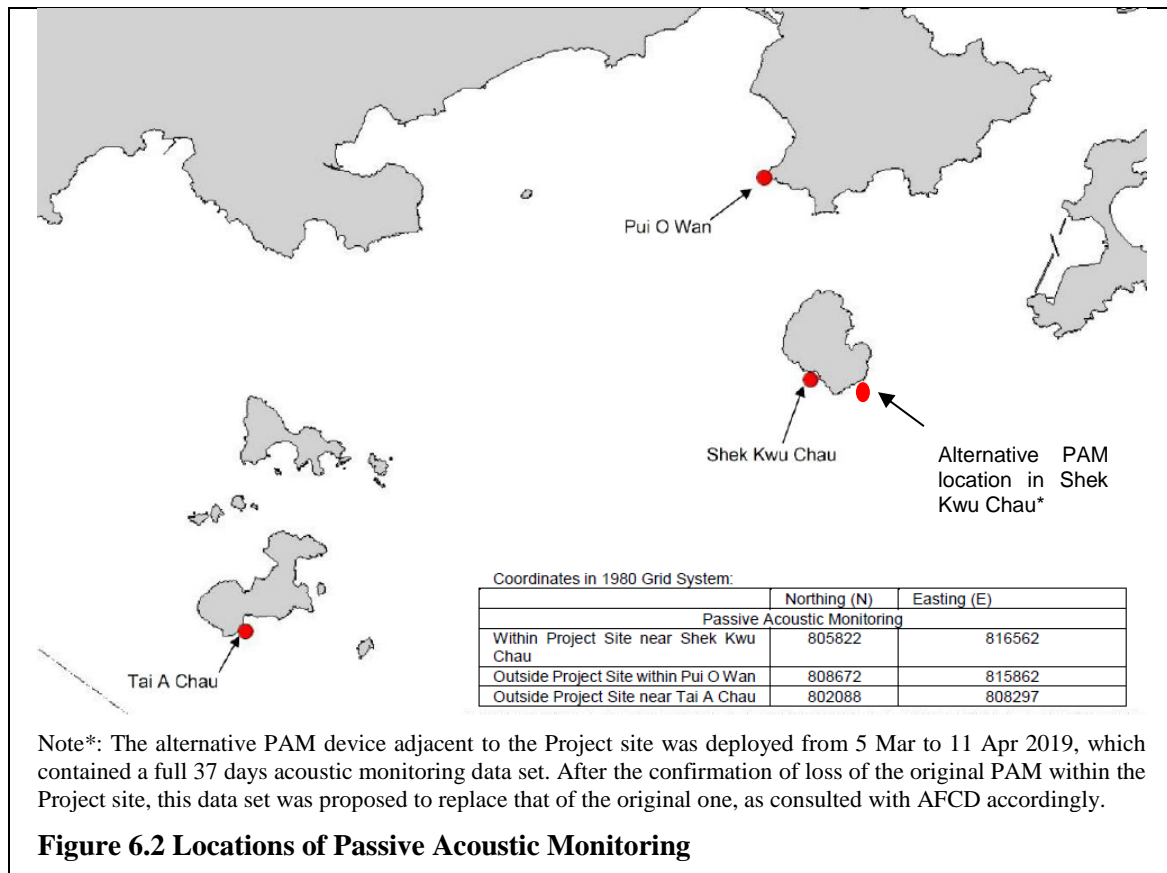 Pui O Wan
Shek Kwu Chau
Alternative PAM
location in Shek
Kwu Chau*
Tai A Chau
Coordinates in 1980 Grid System:
Northing (N) Easting (E)
Passive Acoustic Monitoring
Within Project Site near Shek Kwu
Chau 805822 816562
Outside Project Site within Pui O Wan 808672 815862
Outside Project Site near Tai A Chau 802088 808297
Note*: The alternative PAM device adjacent to the Project site was deployed from 5 Mar to 11 Apr 2019, which
contained a full 37 days acoustic monitoring data set. After the confirmation of loss of the original PAM within the
Project site, this data set was proposed to replace that of the original one, as consulted with AFCD accordingly.
Figure 6.2 Locations of Passive Acoustic Monitoring